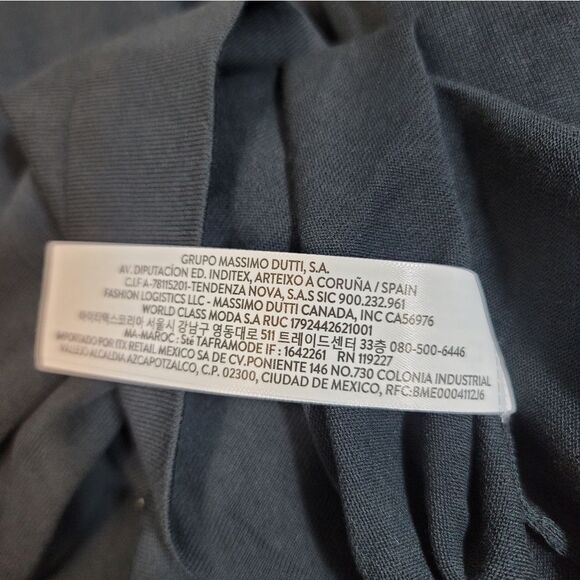 GRUPO MASSIMO DUTTI, S.A.
AV. DIPUTACÍON ED. INDITEX, ARTEIXO A CORUÑA / SPAIN
C.I.F A-78115201-TENDENZA NOVA, S.A.S SIC 900.232.961
FASHION LOGISTICS LLC - MASSIMO DUTTI CANADA, INC CA56976
WORLD CLASS MODA S.A RUC 1792442621001
아이티엑스코리아 서울시 강남구 영동대로 511 트레이드센터 33층 080-500-6446
MA-MAROC : Sté TAFRAMODE IF : 1642261 RN 119227
IMPORTADO POR ITX RETAIL MEXICO SA DE CV.PONIENTE 146 NO.730 COLONIA INDUSTRIAL
VALLEJO ALCALDIA AZCAPOTZALCO, C.P. 02300, CIUDAD DE MEXICO, RFC:BME0004112J6